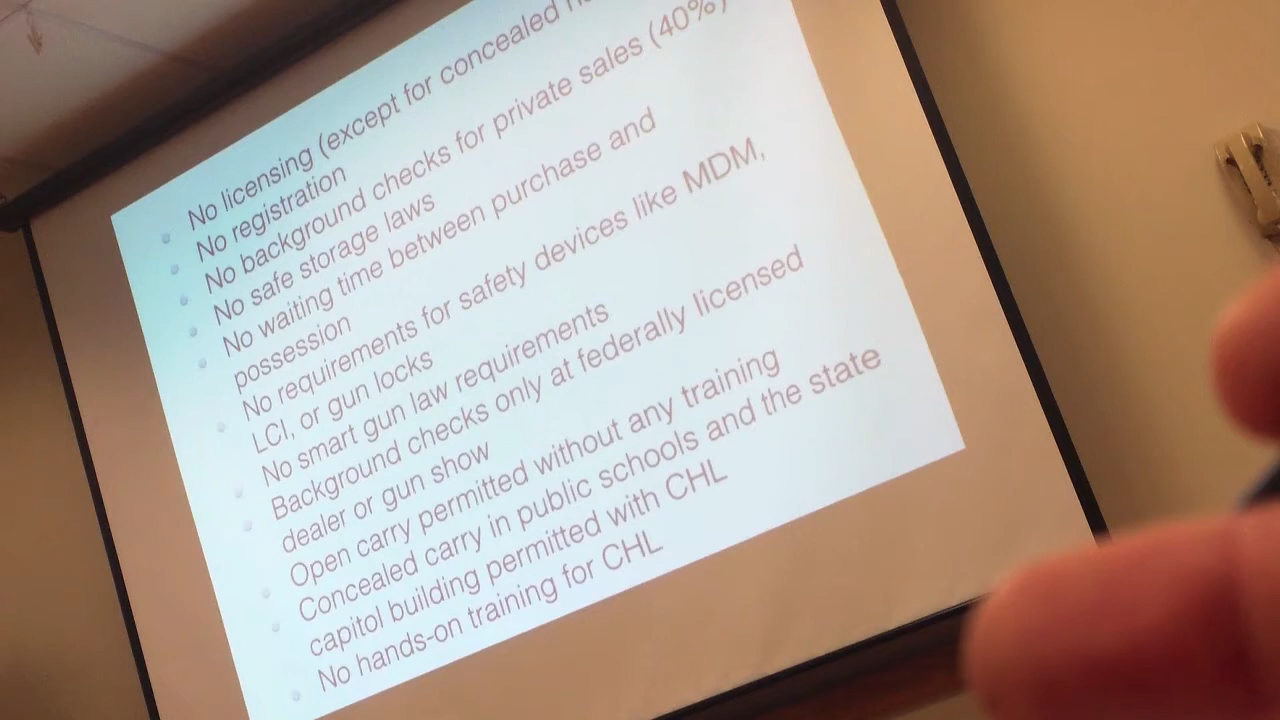 No licensing (except for concealed
No registration
No background checks for private sales (40%)
No safe storage laws
No waiting time between purchase and
possession
No requirements for safety devices like MDM,
LCI, or gun locks
No smart gun law requirements
Background checks only at federally licensed
dealer or gun show
Open carry permitted without any training
Concealed carry in public schools and the state
capitol building permitted with CHL
No hands-on training for CHL